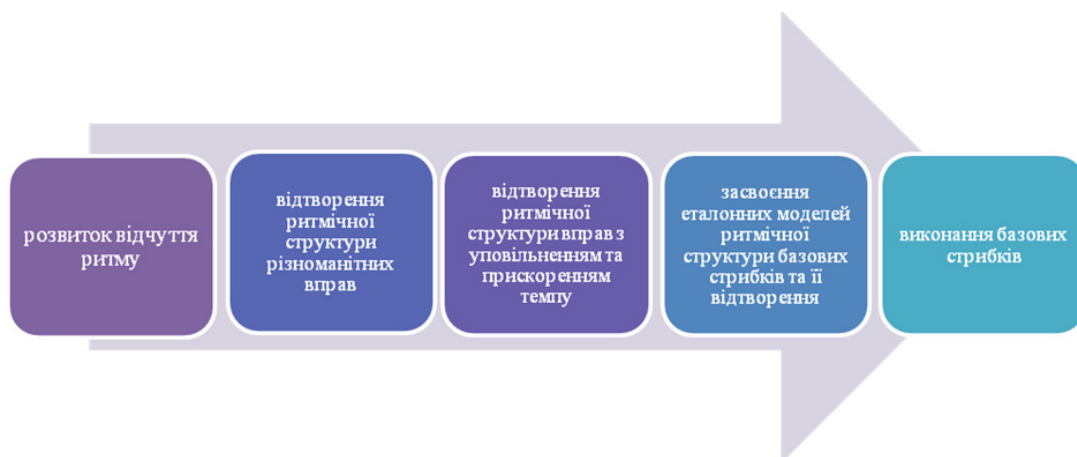 розвиток відчуття
ритму
відтворення
ритмічної
структури
різноманітних
вправ
відтворення
ритмічної
структури вправ з
уповільненням та
прискоренням
темпу
засвоєння
еталонних моделей
ритмічної
структури базових
стрибків та її
відтворення
виконання базових
стрибків